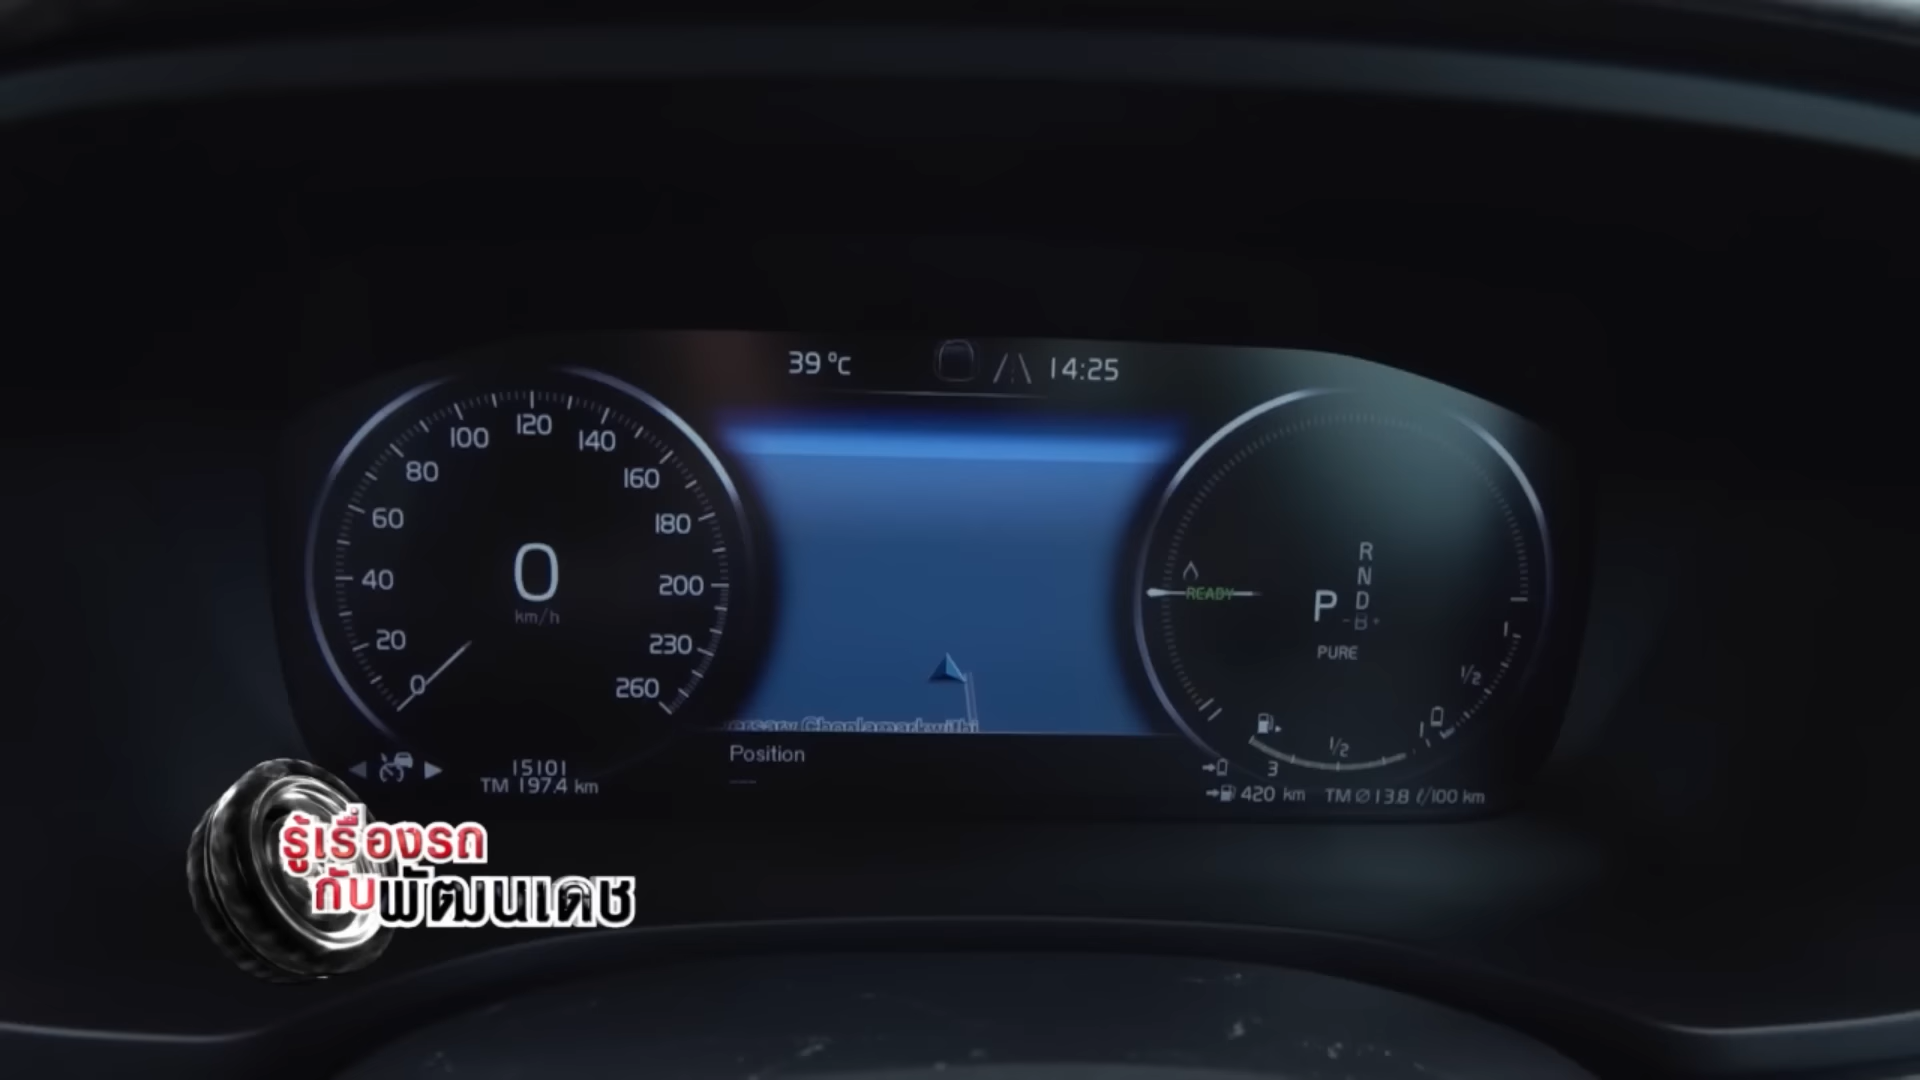 39 °C 14:25
0 20 40 60 80 100 120 140 160 180 200 230 260
0
km/h
READY
R
N
D
P
-B+
PURE
1
1/2
1/2
1
3
Position
15101
TM 197.4 km
420 km
TM Ø 13.8 ℓ/100 km
รู้เรื่องรถ
กับพัฒนเดช